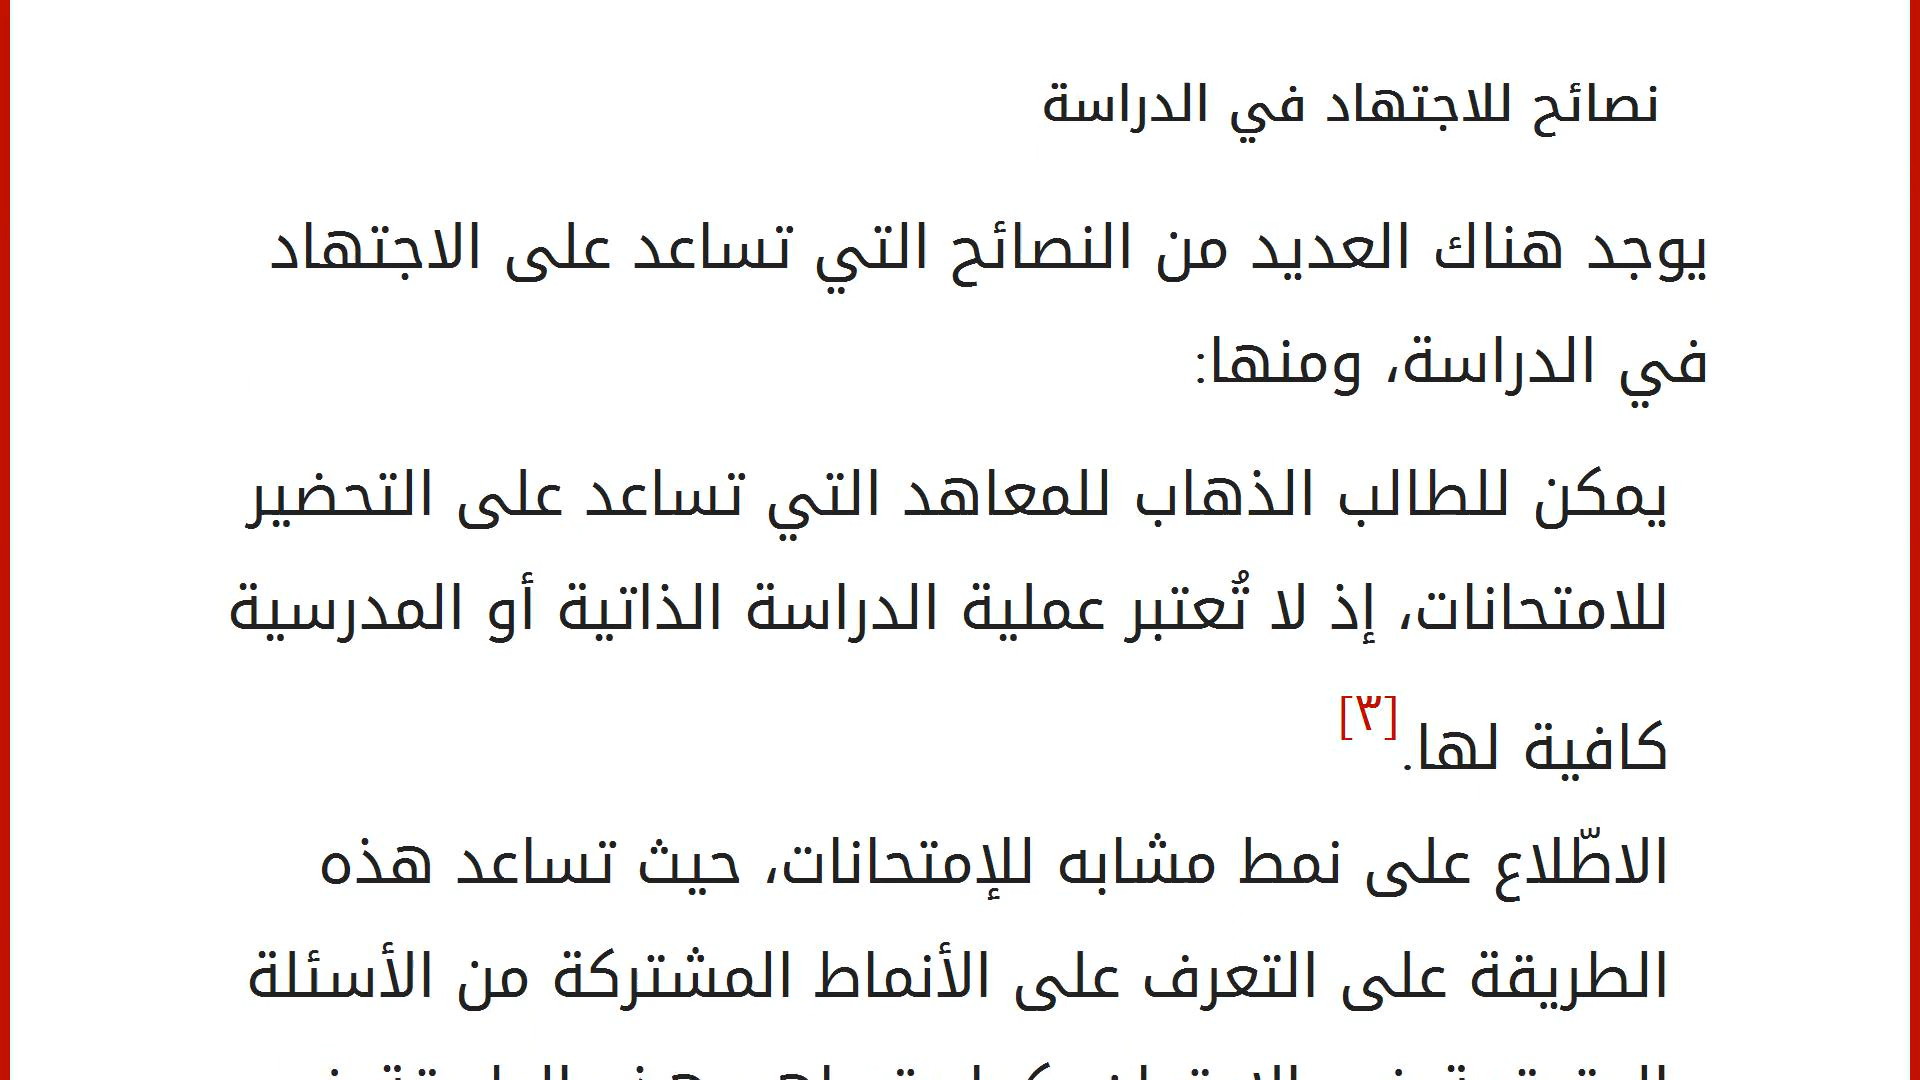 نصائح للاجتهاد في الدراسة
يوجد هناك العديد من النصائح التي تساعد على الاجتهاد
في الدراسة، ومنها:
يمكن للطالب الذهاب للمعاهد التي تساعد على التحضير
للامتحانات، إذ لا تُعتبر عملية الدراسة الذاتية أو المدرسية
كافية لها.[٣]
الاطّلاع على نمط مشابه للإمتحانات، حيث تساعد هذه
الطريقة على التعرف على الأنماط المشتركة من الأسئلة